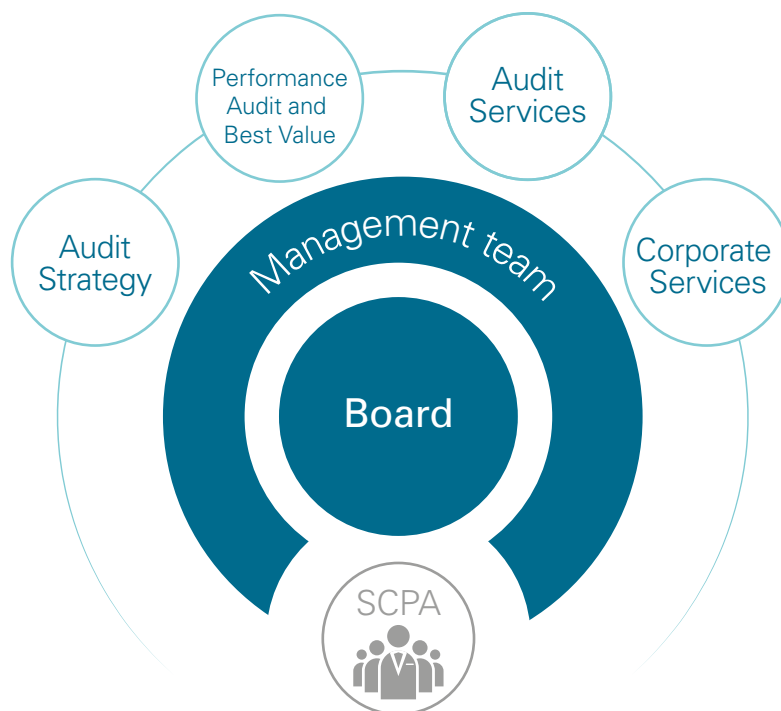 Performance
Audit and
Best Value
Audit
Services
Audit
Strategy
Management team
Corporate
Services
Board
SCPA